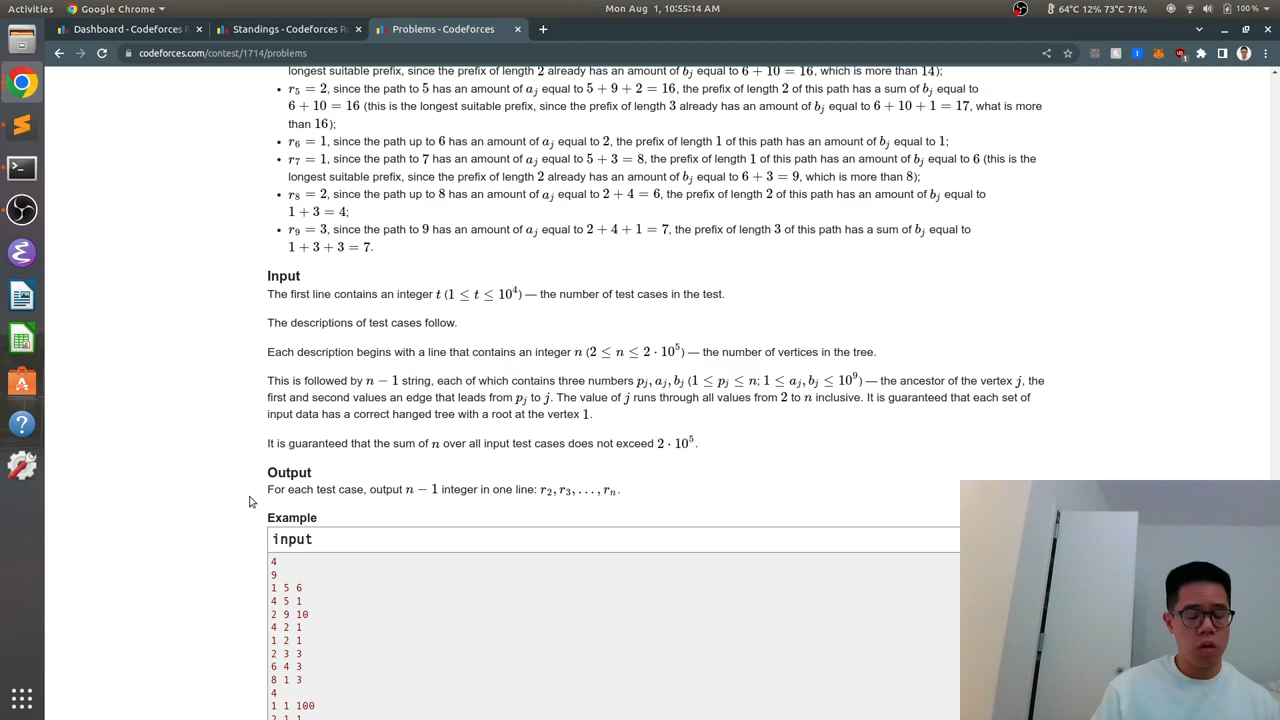 Activities Google Chrome Mon Aug 1, 10:55:14 AM 64°C 12% 73% 71% 100 %
Dashboard - Codeforces Standings - Codeforces R Problems - Codeforces
codeforces.com/contest/1714/problems
longest suitable prefix, since the prefix of length 2 already has an amount of b_j equal to 6 + 10 = 16, which is more than 14);
• r_5 = 2, since the path to 5 has an amount of a_j equal to 5 + 9 + 2 = 16, the prefix of length 2 of this path has a sum of b_j equal to
6 + 10 = 16 (this is the longest suitable prefix, since the prefix of length 3 already has an amount of b_j equal to 6 + 10 + 1 = 17, what is more
than 16);
• r_6 = 1, since the path up to 6 has an amount of a_j equal to 2, the prefix of length 1 of this path has an amount of b_j equal to 1;
• r_7 = 1, since the path to 7 has an amount of a_j equal to 5 + 3 = 8, the prefix of length 1 of this path has an amount of b_j equal to 6 (this is the
longest suitable prefix, since the prefix of length 2 already has an amount of b_j equal to 6 + 3 = 9, which is more than 8);
• r_8 = 2, since the path up to 8 has an amount of a_j equal to 2 + 4 = 6, the prefix of length 2 of this path has an amount of b_j equal to
1 + 3 = 4;
• r_9 = 3, since the path to 9 has an amount of a_j equal to 2 + 4 + 1 = 7, the prefix of length 3 of this path has a sum of b_j equal to
1 + 3 + 3 = 7.
Input
The first line contains an integer t (1 ≤ t ≤ 10^4) — the number of test cases in the test.
The descriptions of test cases follow.
Each description begins with a line that contains an integer n (2 ≤ n ≤ 2 · 10^5) — the number of vertices in the tree.
This is followed by n − 1 string, each of which contains three numbers p_j, a_j, b_j (1 ≤ p_j ≤ n; 1 ≤ a_j, b_j ≤ 10^9) — the ancestor of the vertex j, the
first and second values an edge that leads from p_j to j. The value of j runs through all values from 2 to n inclusive. It is guaranteed that each set of
input data has a correct hanged tree with a root at the vertex 1.
It is guaranteed that the sum of n over all input test cases does not exceed 2 · 10^5.
Output
For each test case, output n − 1 integer in one line: r_2, r_3, . . . , r_n.
Example
input
4
9
1 5 6
4 5 1
2 9 10
4 2 1
1 2 1
2 3 3
6 4 3
8 1 3
4
1 1 100
2 1 1